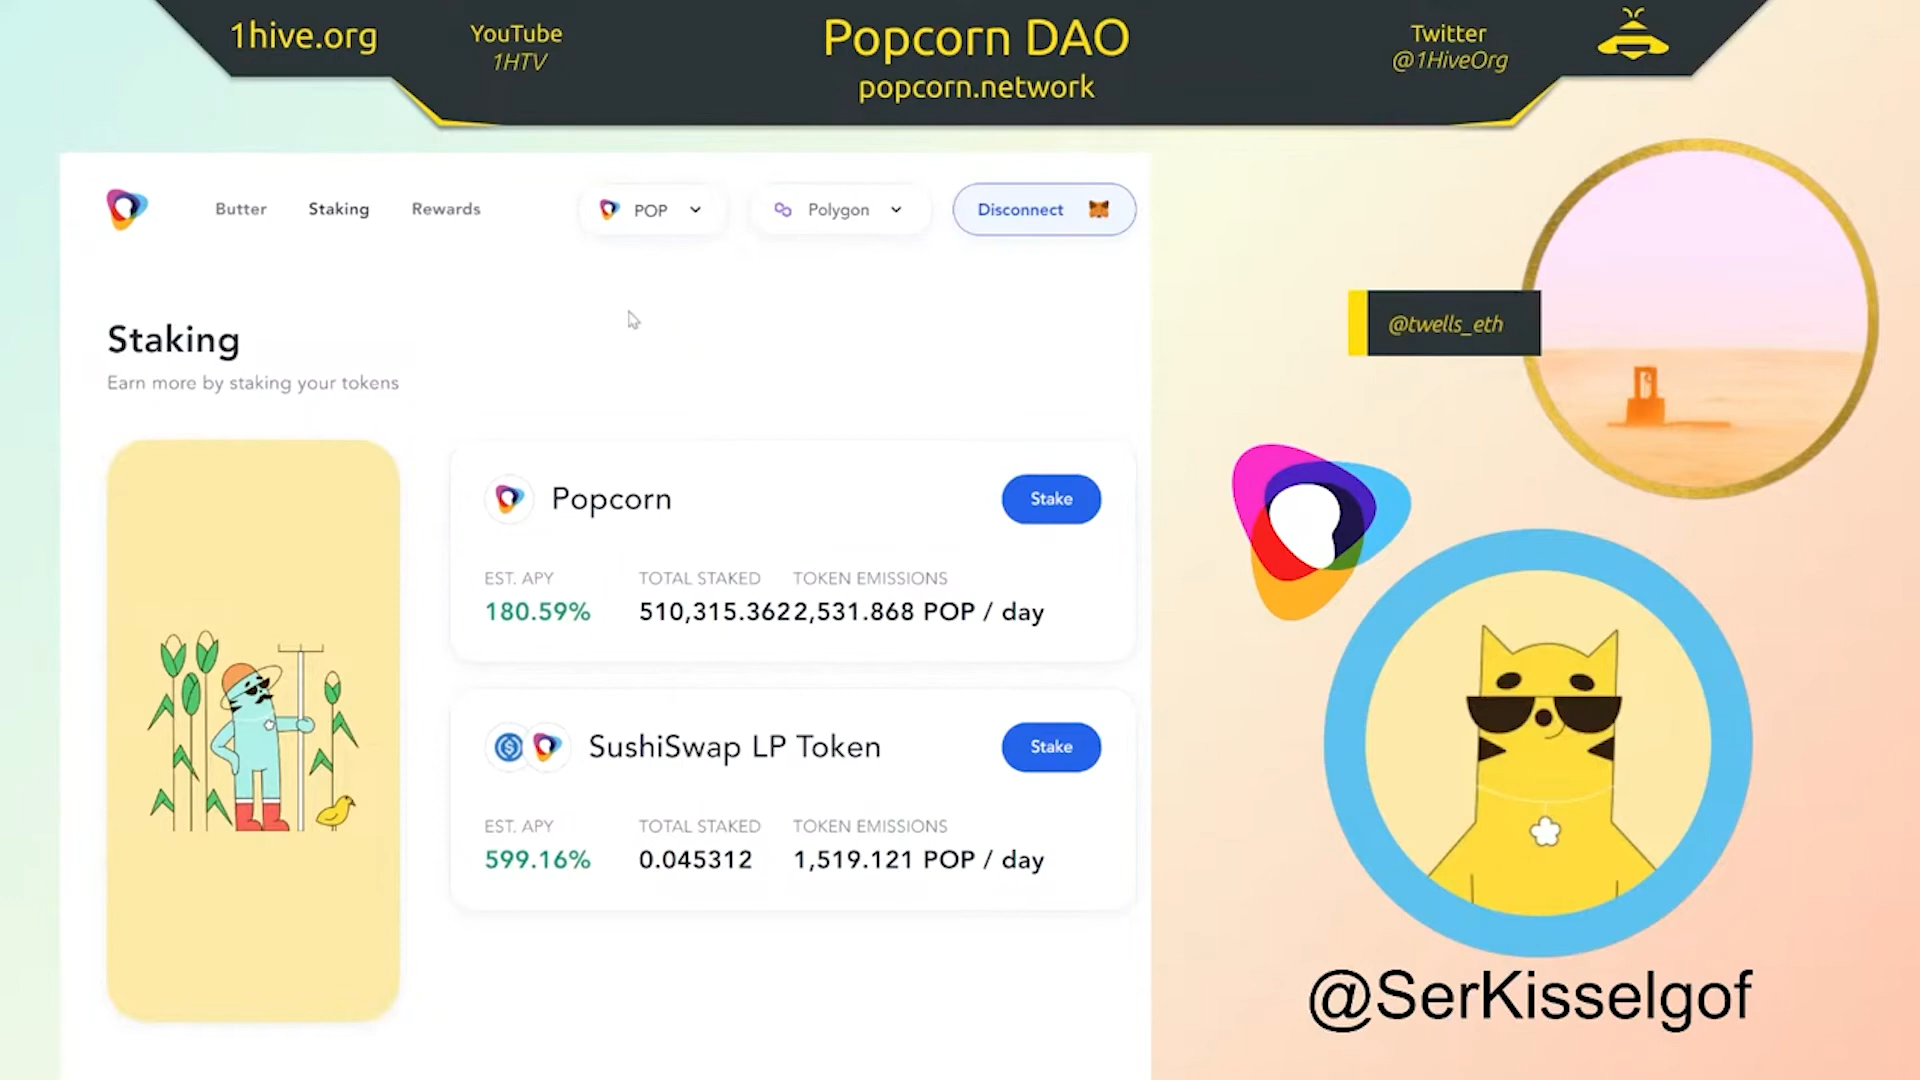 1hive.org
YouTube
1HTV
Popcorn DAO
popcorn.network
Twitter
@1HiveOrg
Butter
Staking
Rewards
POP
Polygon
Disconnect
@twells_eth
Staking
Earn more by staking your tokens
Popcorn
Stake
EST. APY
TOTAL STAKED
TOKEN EMISSIONS
180.59%
510,315.3622,531.868 POP / day
SushiSwap LP Token
Stake
EST. APY
TOTAL STAKED
TOKEN EMISSIONS
599.16%
0.045312
1,519.121 POP / day
@SerKisselgof